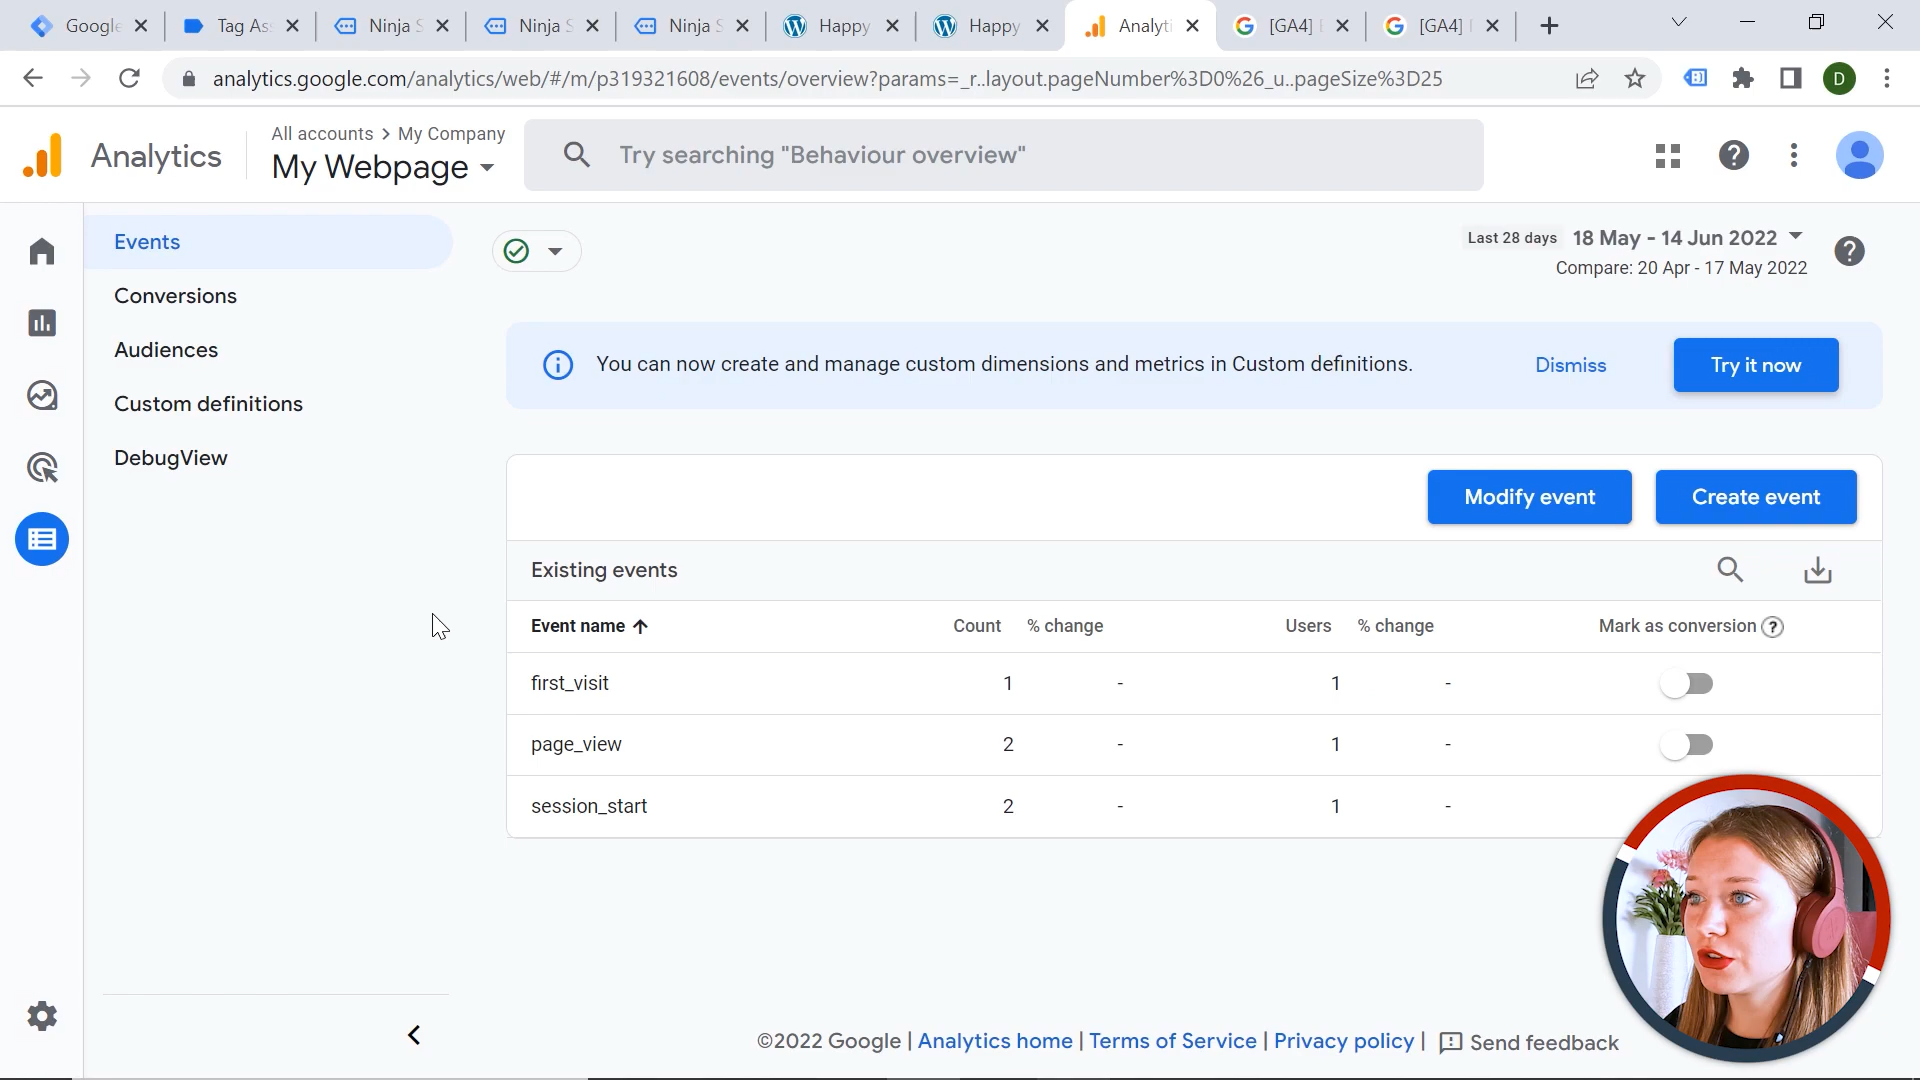 Google
Tag As
Ninja S
Ninja S
Ninja S
Happy
Happy
Analyti
[GA4]
[GA4]
analytics.google.com/analytics/web/#/m/p319321608/events/overview?params=_r..layout.pageNumber%3D0%26_u..pageSize%3D25
D
Analytics
All accounts > My Company
My Webpage
Try searching "Behaviour overview"
Events
Conversions
Audiences
Custom definitions
DebugView
Last 28 days 18 May - 14 Jun 2022
Compare: 20 Apr - 17 May 2022
You can now create and manage custom dimensions and metrics in Custom definitions.
Dismiss
Try it now
Modify event
Create event
Existing events
Event name Count % change Users % change Mark as conversion
first_visit 1 - 1 -
page_view 2 - 1 -
session_start 2 - 1 -
©2022 Google | Analytics home | Terms of Service | Privacy policy | Send feedback